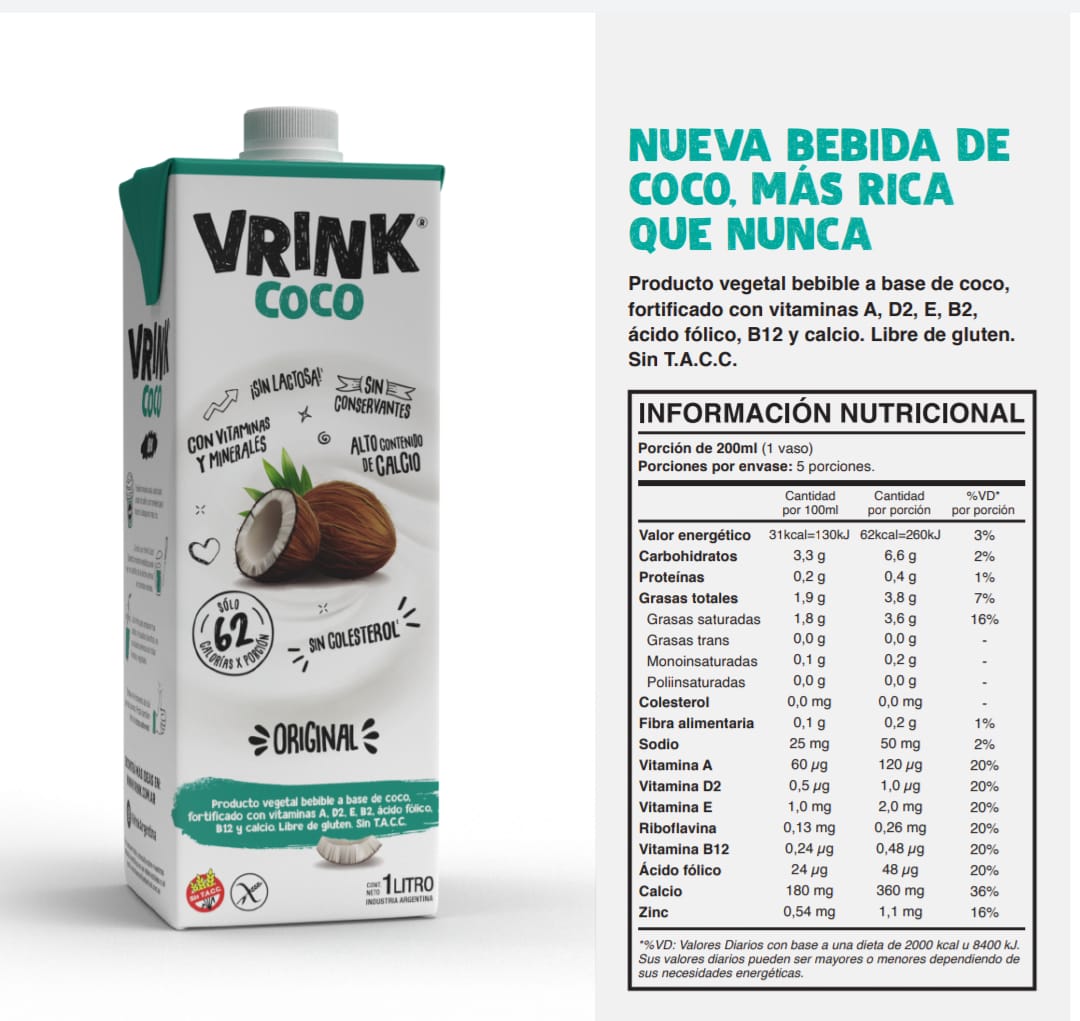 VRINK®
COCO
¡SIN LACTOSA!
SIN
CONSERVANTES
CON VITAMINAS
Y MINERALES
ALTO CONTENIDO
DE CALCIO
SÓLO
62
CALORÍAS X PORCIÓN
SIN COLESTEROL
ORIGINAL
Producto vegetal bebible a base de coco,
fortificado con vitaminas A, D2, E, B2, ácido fólico,
B12 y calcio. Libre de gluten. Sin T.A.C.C.
Sin T.A.C.C.
CONT.
NETO 1 LITRO
INDUSTRIA ARGENTINA
VRINK
COCO
NUEVA BEBIDA DE
COCO, MÁS RICA
QUE NUNCA
Producto vegetal bebible a base de coco,
fortificado con vitaminas A, D2, E, B2,
ácido fólico, B12 y calcio. Libre de gluten.
Sin T.A.C.C.
INFORMACIÓN NUTRICIONAL
Porción de 200ml (1 vaso)
Porciones por envase: 5 porciones.
Cantidad Cantidad %VD*
por 100ml por porción por porción
Valor energético 31kcal=130kJ 62kcal=260kJ 3%
Carbohidratos 3,3 g 6,6 g 2%
Proteínas 0,2 g 0,4 g 1%
Grasas totales 1,9 g 3,8 g 7%
Grasas saturadas 1,8 g 3,6 g 16%
Grasas trans 0,0 g 0,0 g -
Monoinsaturadas 0,1 g 0,2 g -
Poliinsaturadas 0,0 g 0,0 g -
Colesterol 0,0 mg 0,0 mg -
Fibra alimentaria 0,1 g 0,2 g 1%
Sodio 25 mg 50 mg 2%
Vitamina A 60 µg 120 µg 20%
Vitamina D2 0,5 µg 1,0 µg 20%
Vitamina E 1,0 mg 2,0 mg 20%
Riboflavina 0,13 mg 0,26 mg 20%
Vitamina B12 0,24 µg 0,48 µg 20%
Ácido fólico 24 µg 48 µg 20%
Calcio 180 mg 360 mg 36%
Zinc 0,54 mg 1,1 mg 16%
*%VD: Valores Diarios con base a una dieta de 2000 kcal u 8400 kJ.
Sus valores diarios pueden ser mayores o menores dependiendo de
sus necesidades energéticas.